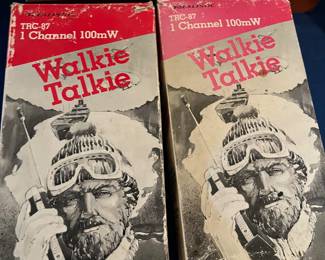 TRC-87
1 Channel 100mW
Walkie
Talkie
TRC-87
1 Channel 100mW
Walkie
Talkie